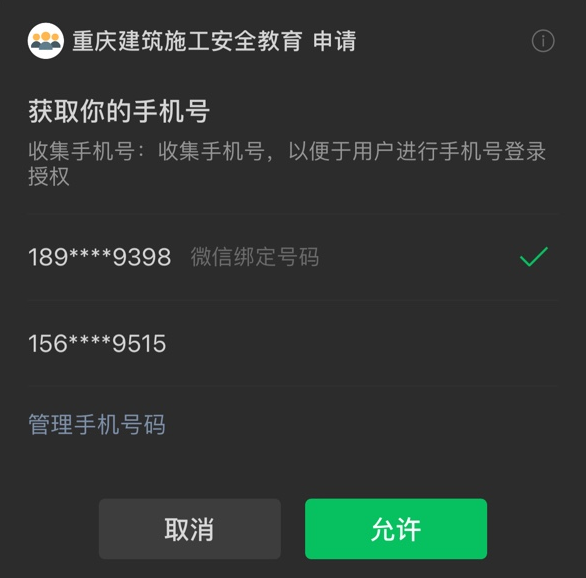 重庆建筑施工安全教育 申请
获取你的手机号
收集手机号：收集手机号，以便于用户进行手机号登录
授权
189****9398 微信绑定号码
156****9515
管理手机号码
取消 允许